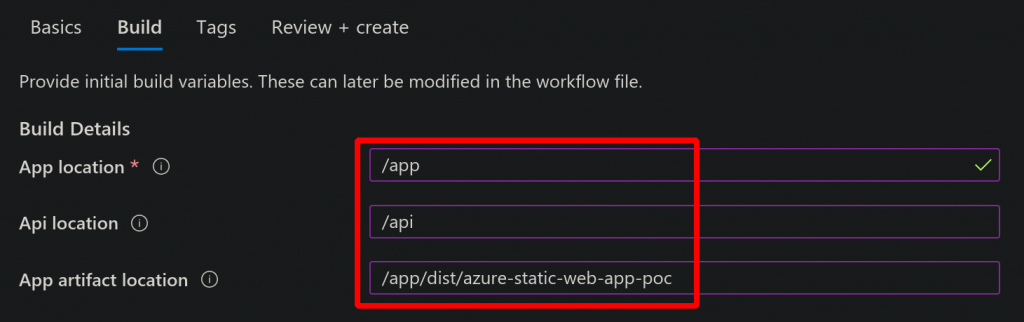 Basics Build Tags Review + create
Provide initial build variables. These can later be modified in the workflow file.
Build Details
App location * /app
Api location /api
App artifact location /app/dist/azure-static-web-app-poc